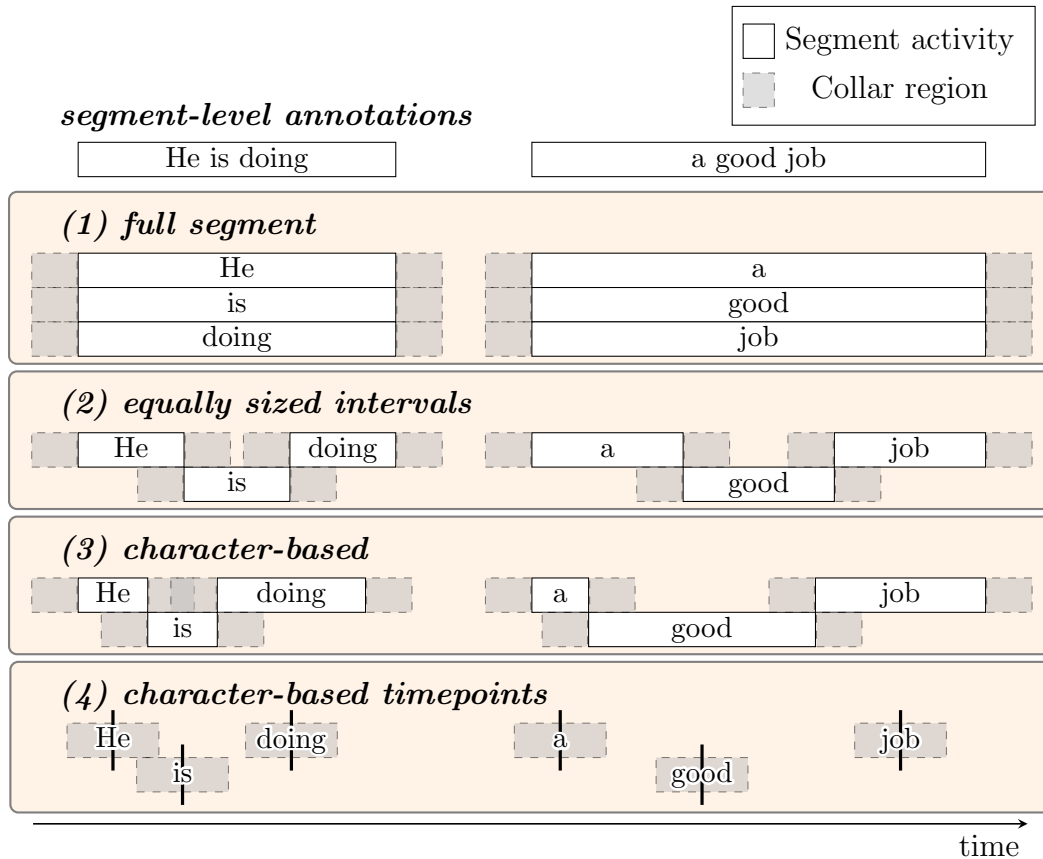 Segment activity
Collar region
segment-level annotations
He is doing
a good job
(1) full segment
He
a
is
good
doing
job
(2) equally sized intervals
He
doing
a
job
is
good
(3) character-based
He
doing
a
job
is
good
(4) character-based timepoints
He
doing
a
job
is
good
time